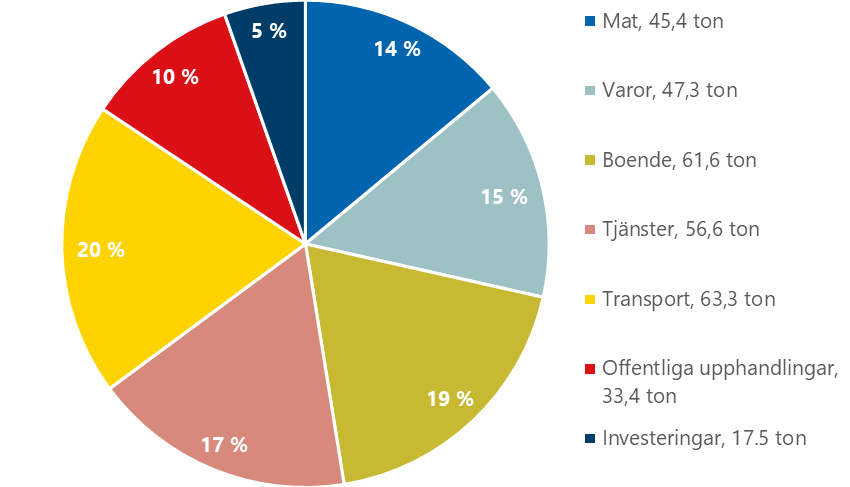 5 %
14 %
10 %
15 %
20 %
19 %
17 %
Mat, 45,4 ton
Varor, 47,3 ton
Boende, 61,6 ton
Tjänster, 56,6 ton
Transport, 63,3 ton
Offentliga upphandlingar,
33,4 ton
Investeringar, 17.5 ton